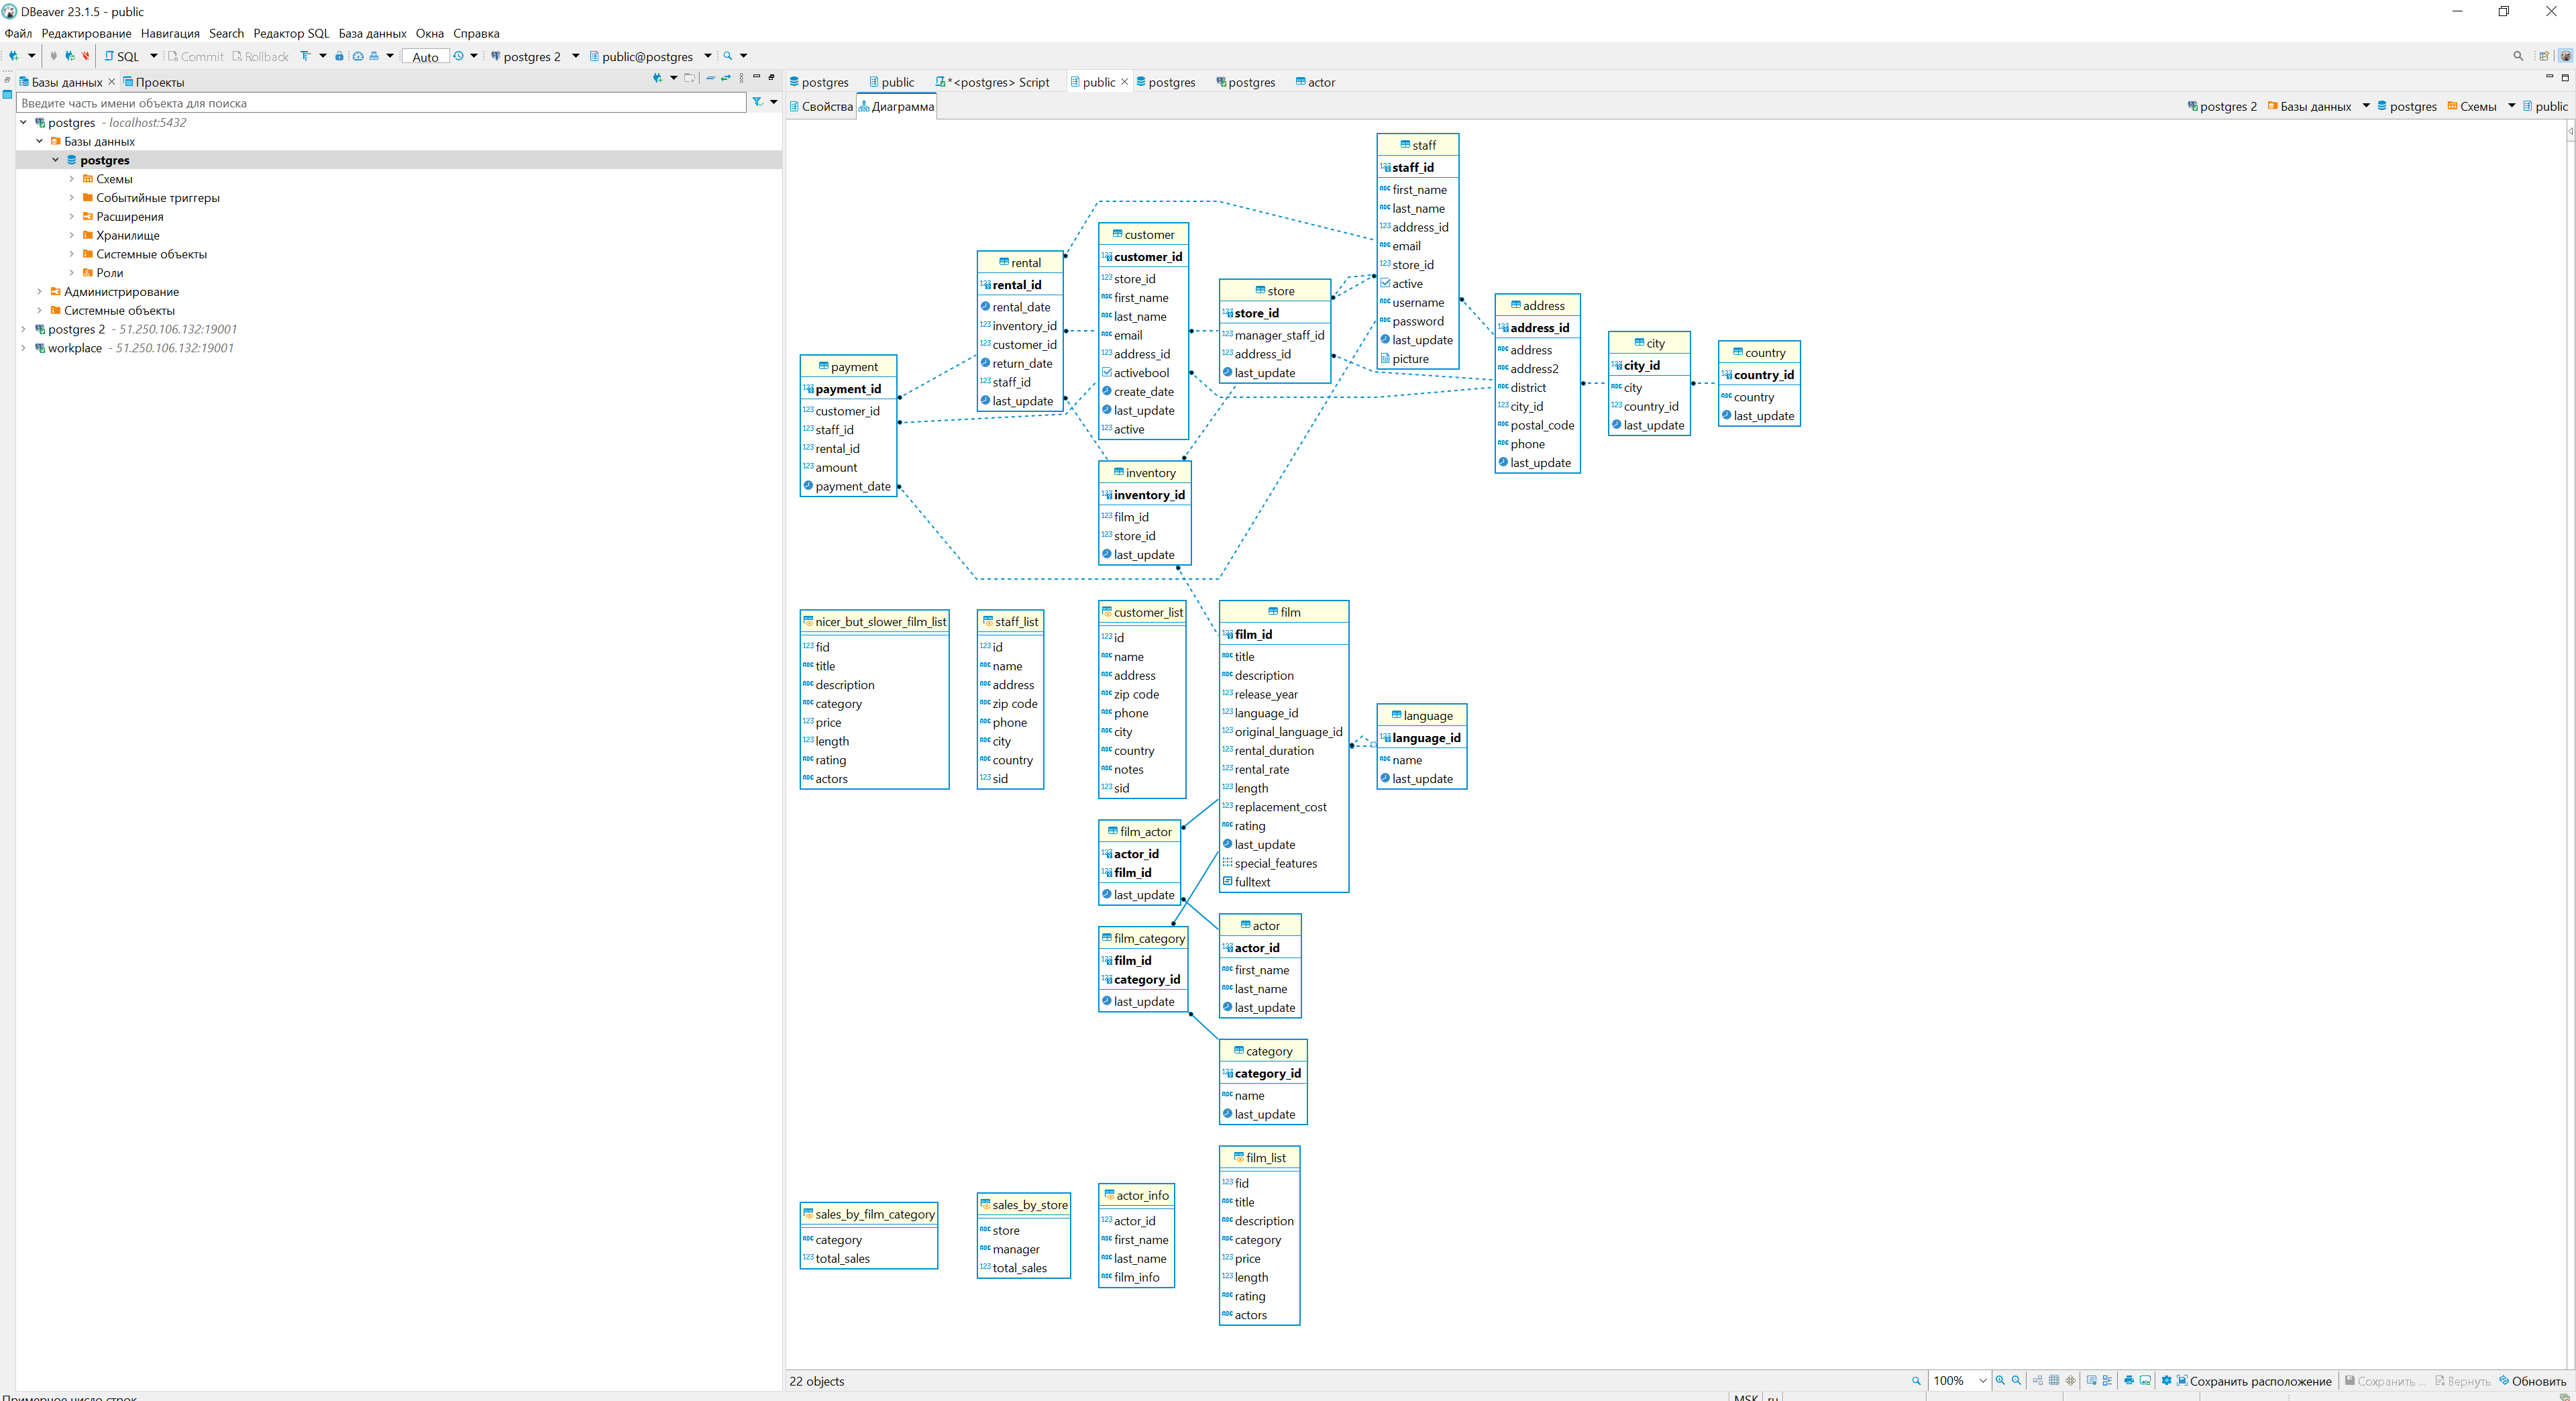 DBeaver 23.1.5 - public
Файл Редактирование Навигация Search Редактор SQL База данных Окна Справка
SQL Commit Rollback Auto postgres 2 public@postgres
Базы данных Проекты
Введите часть имени объекта для поиска
postgres - localhost:5432
Базы данных
postgres
Схемы
Событийные триггеры
Расширения
Хранилище
Системные объекты
Роли
Администрирование
Системные объекты
postgres 2 - 51.250.106.132:19001
workplace - 51.250.106.132:19001
postgres public *<postgres> Script public postgres postgres actor
Свойства Диаграмма
postgres 2 Базы данных postgres Схемы public
staff
staff_id
first_name
last_name
address_id
email
store_id
active
username
password
last_update
picture
customer
customer_id
store_id
first_name
last_name
email
address_id
activebool
create_date
last_update
active
rental
rental_id
rental_date
inventory_id
customer_id
return_date
staff_id
last_update
store
store_id
manager_staff_id
address_id
last_update
address
address_id
address
address2
district
city_id
postal_code
phone
last_update
city
city_id
city
country_id
last_update
country
country_id
country
last_update
payment
payment_id
customer_id
staff_id
rental_id
amount
payment_date
inventory
inventory_id
film_id
store_id
last_update
nicer_but_slower_film_list
fid
title
description
category
price
length
rating
actors
staff_list
id
name
address
zip code
phone
city
country
sid
customer_list
id
name
address
zip code
phone
city
country
notes
sid
film
film_id
title
description
release_year
language_id
original_language_id
rental_duration
rental_rate
length
replacement_cost
rating
last_update
special_features
fulltext
language
language_id
name
last_update
film_actor
actor_id
film_id
last_update
film_category
film_id
category_id
last_update
actor
actor_id
first_name
last_name
last_update
category
category_id
name
last_update
film_list
fid
title
description
category
price
length
rating
actors
sales_by_film_category
category
total_sales
sales_by_store
store
manager
total_sales
actor_info
actor_id
first_name
last_name
film_info
22 objects
100%
Сохранить расположение Сохранить ... Вернуть Обновить
Примерное число строк
MSK ru